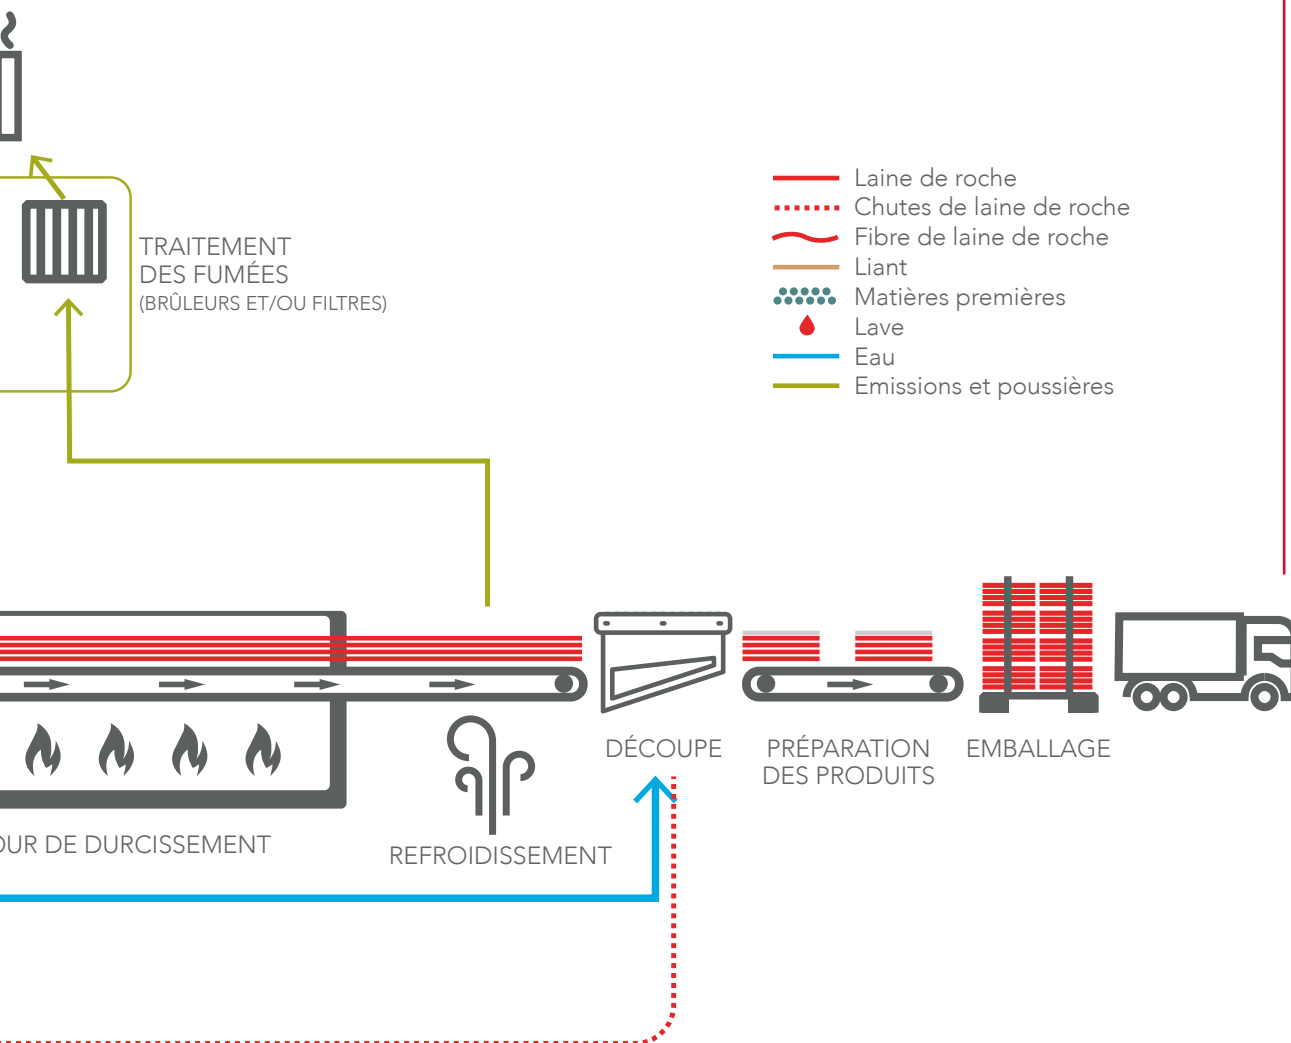 Laine de roche
Chutes de laine de roche
Fibre de laine de roche
Liant
Matières premières
Lave
Eau
Emissions et poussières
TRAITEMENT
DES FUMÉES
(BRÛLEURS ET/OU FILTRES)
DÉCOUPE
PRÉPARATION
DES PRODUITS
EMBALLAGE
OUR DE DURCISSEMENT
REFROIDISSEMENT